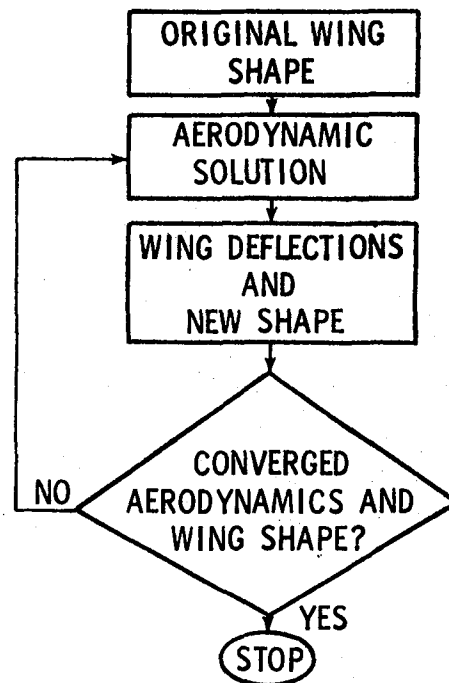 ORIGINAL WING
SHAPE
AERODYNAMIC
SOLUTION
WING DEFLECTIONS
AND
NEW SHAPE
CONVERGED
AERODYNAMICS AND
WING SHAPE?
NO
YES
STOP